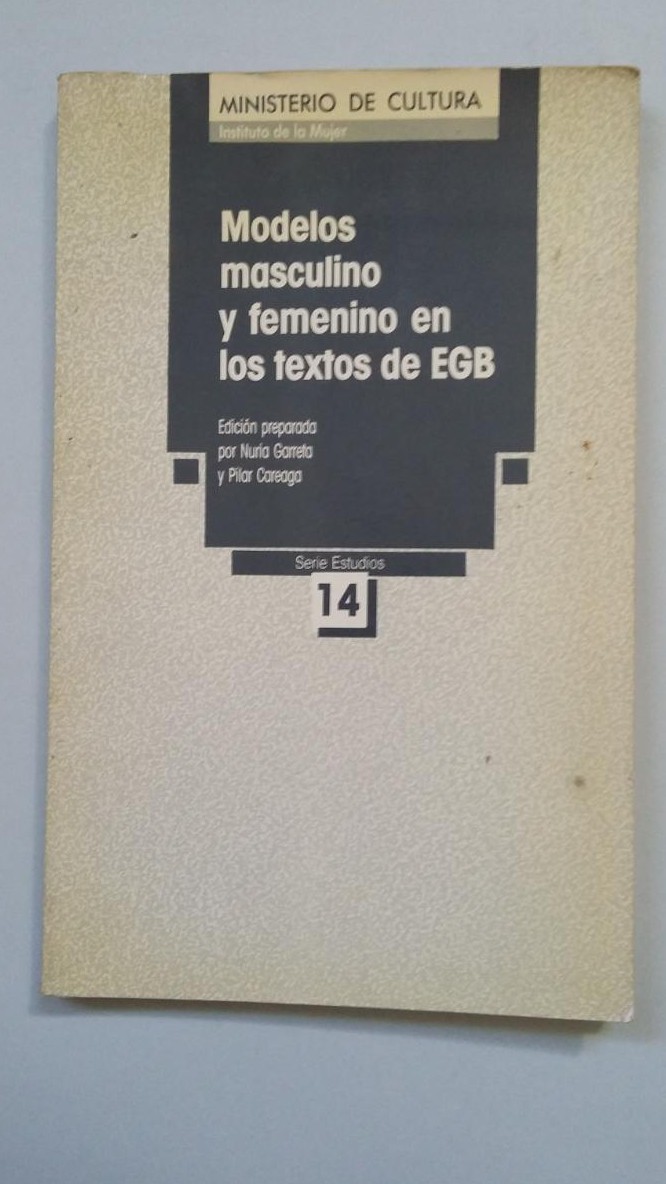 MINISTERIO DE CULTURA
Instituto de la Mujer
Modelos
masculino
y femenino en
los textos de EGB
Edición preparada
por Nuria Garreta
y Pilar Careaga
Serie Estudios
14